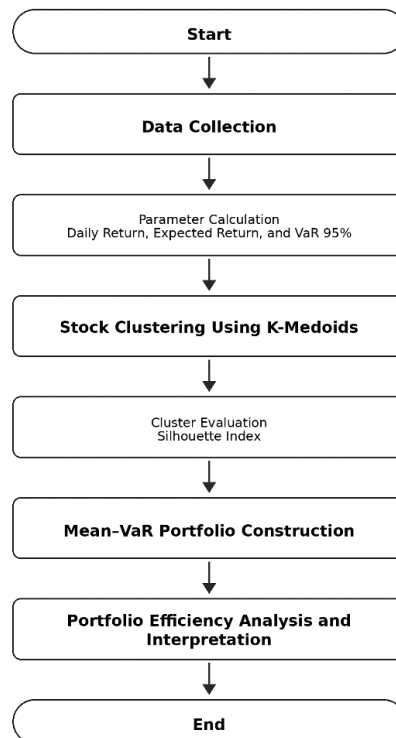 Start
Data Collection
Parameter Calculation
Daily Return, Expected Return, and VaR 95%
Stock Clustering Using K-Medoids
Cluster Evaluation
Silhouette Index
Mean–VaR Portfolio Construction
Portfolio Efficiency Analysis and
Interpretation
End